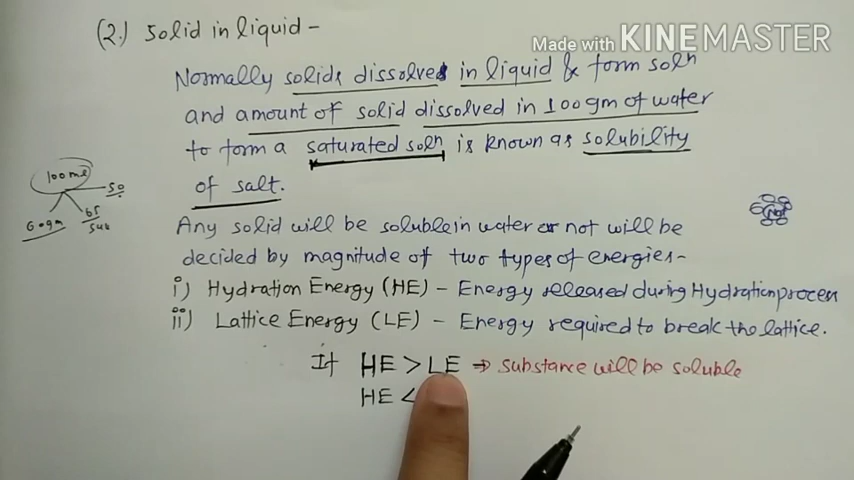 Made with KINEMASTER
(2.) Solid in liquid -
Normally solids dissolves in liquid & form soln
and amount of solid dissolved in 100gm of water
to form a saturated soln is known as solubility
of salt.
100ml
50
65
60gm
Any solid will be soluble in water or not will be
decided by magnitude of two types of energies-
i) Hydration Energy (HE) - Energy released during Hydration process
ii) Lattice Energy (LE) - Energy required to break the lattice.
If HE > LE → substance will be soluble
HE <